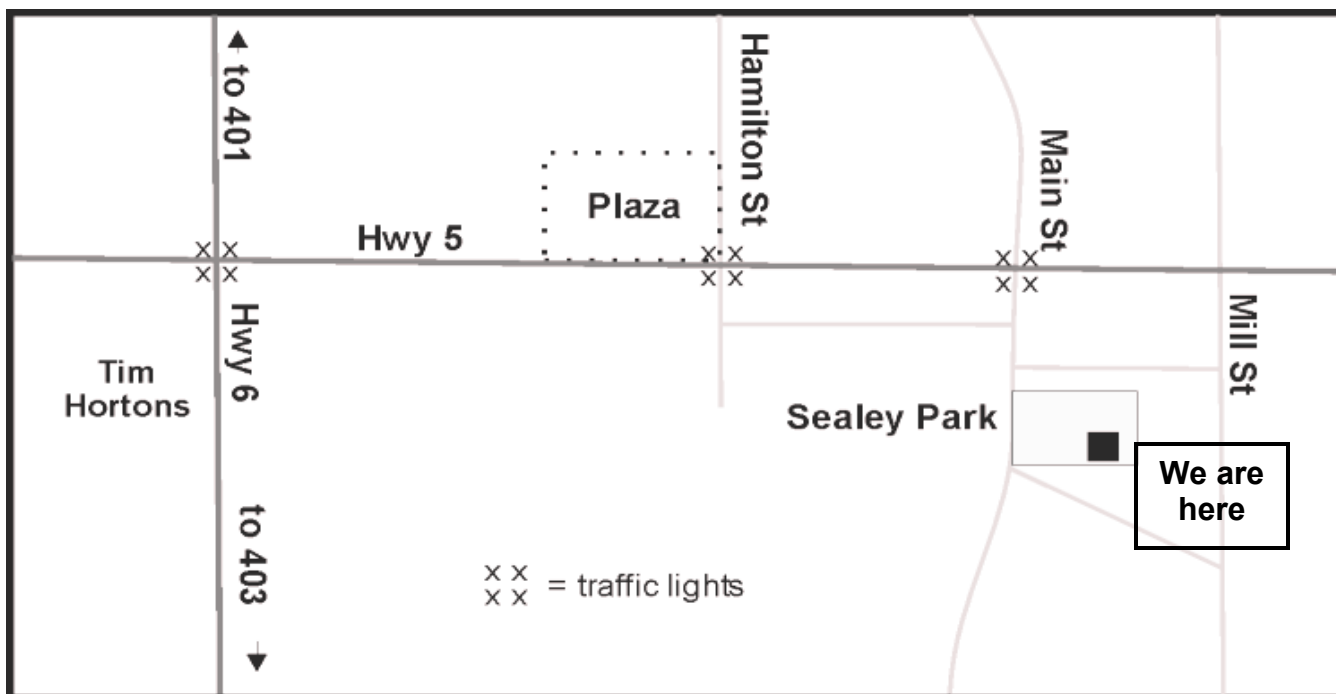 to 401
Hamilton St
Main St
Plaza
Hwy 5
x x
x x
x x
x x
x x
x x
Hwy 6
Mill St
Tim
Hortons
Sealey Park
We are
here
to 403
x x
x x = traffic lights